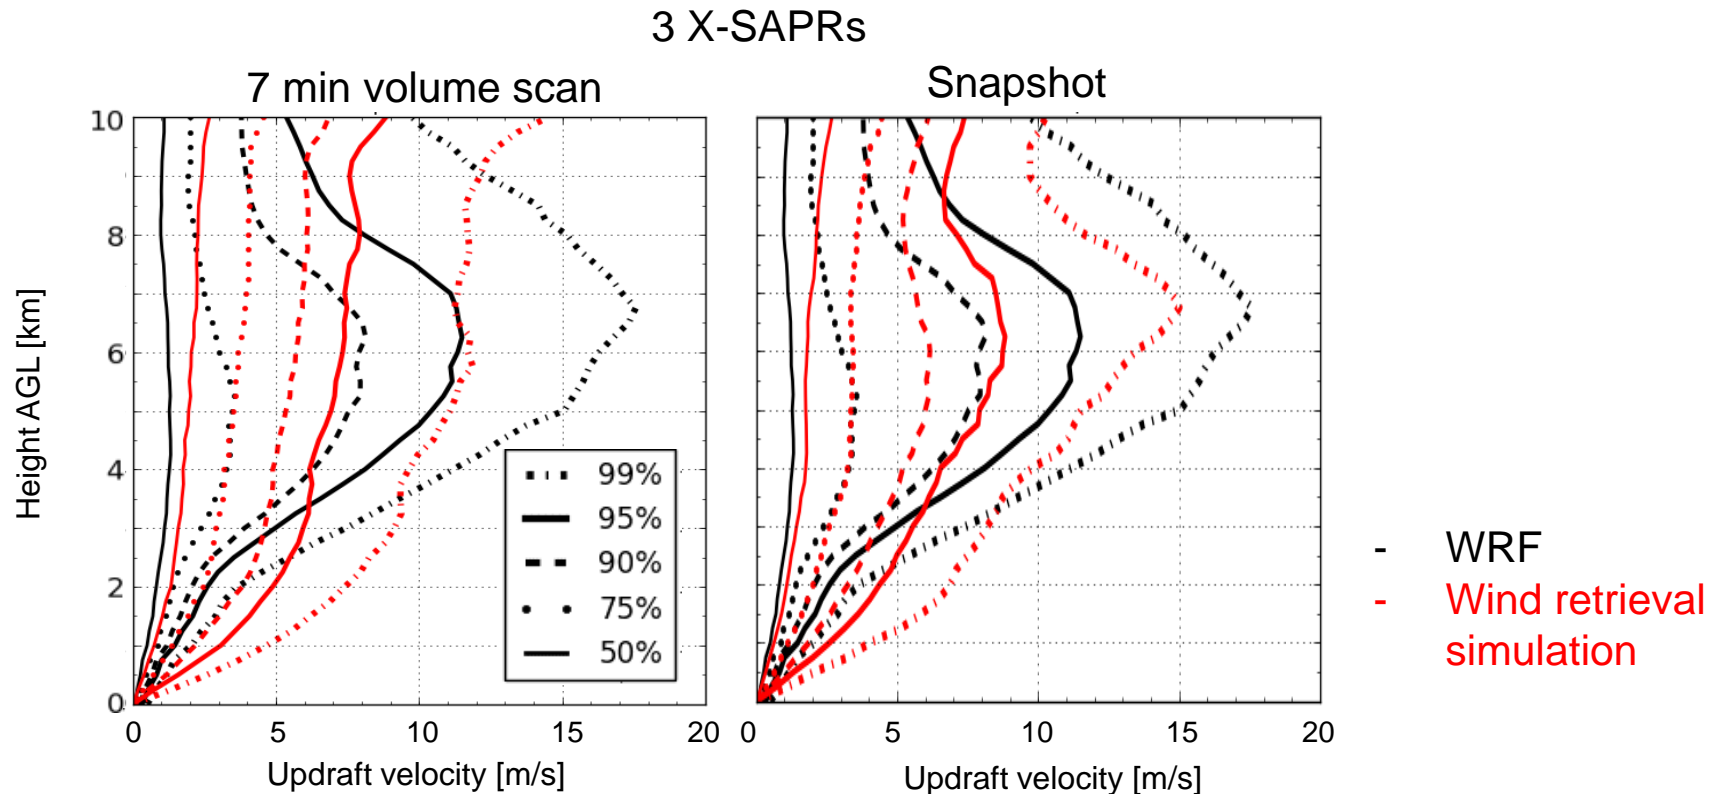 3 X-SAPRs
7 min volume scan
Snapshot
Height AGL [km]
10
8
6
4
2
0
99%
95%
90%
75%
50%
0 5 10 15 20
0 5 10 15 20
Updraft velocity [m/s]
Updraft velocity [m/s]
- WRF
- Wind retrieval
simulation